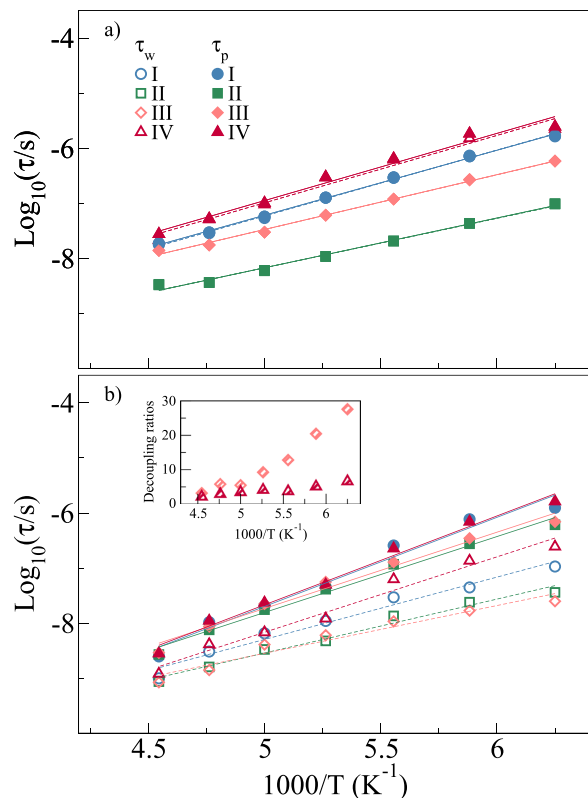 a)
τw τp
I I
II II
III III
IV IV
-4
-6
-8
Log10(τ/s)
b)
30
20
10
0
Decoupling ratios
4.5 5 5.5 6
1000/T (K-1)
-4
-6
-8
Log10(τ/s)
4.5 5 5.5 6
1000/T (K-1)